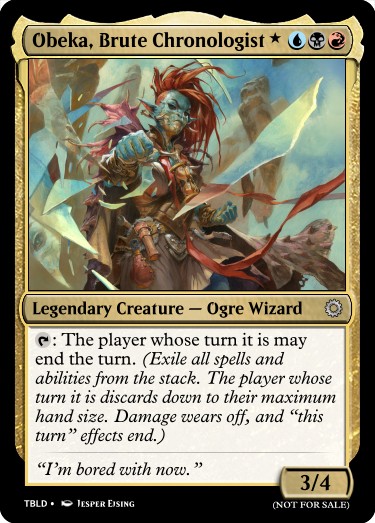 Obeka, Brute Chronologist ★
Legendary Creature — Ogre Wizard
: The player whose turn it is may
end the turn. (Exile all spells and
abilities from the stack. The player whose
turn it is discards down to their maximum
hand size. Damage wears off, and “this
turn” effects end.)
“I’m bored with now.”
3/4
TBLD • Jesper Eising
(NOT FOR SALE)